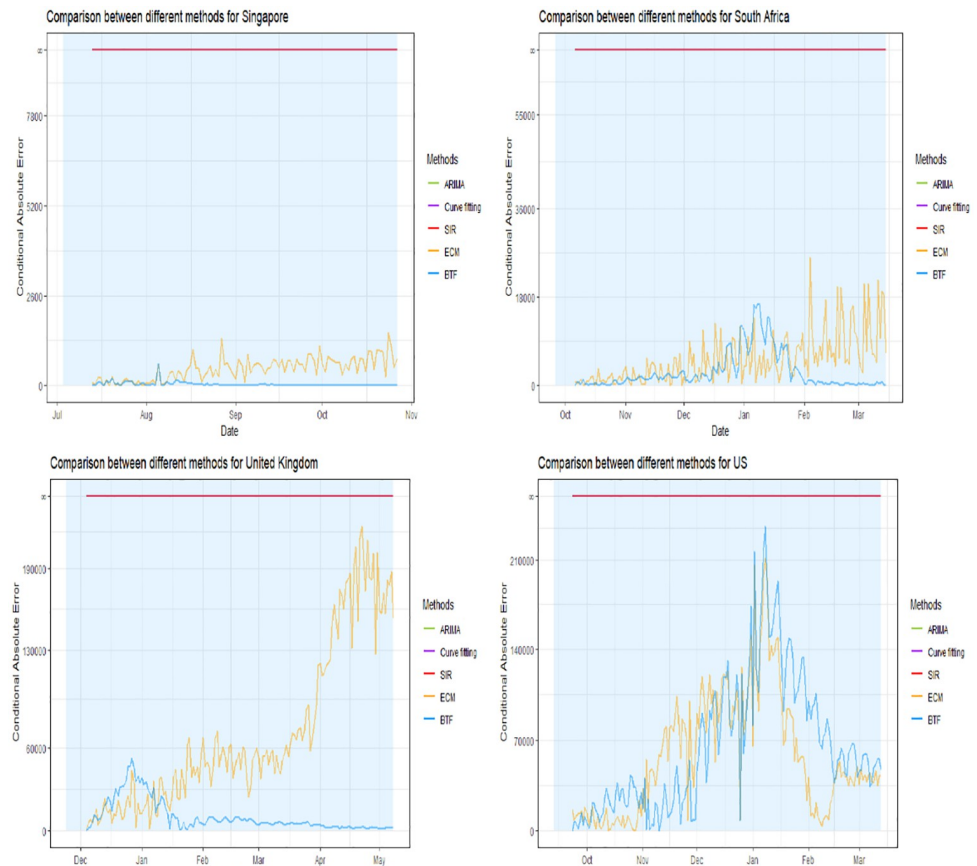 Comparison between different methods for Singapore
Conditional Absolute Error
∞
7800
5200
2600
0
Jul
Aug
Sep
Oct
Nov
Date
Methods
ARIMA
Curve fitting
SIR
ECM
BTF
Comparison between different methods for South Africa
Conditional Absolute Error
∞
55000
36000
18000
0
Oct
Nov
Dec
Jan
Feb
Mar
Date
Methods
ARIMA
Curve fitting
SIR
ECM
BTF
Comparison between different methods for United Kingdom
Conditional Absolute Error
∞
190000
130000
60000
0
Dec
Jan
Feb
Mar
Apr
May
Methods
ARIMA
Curve fitting
SIR
ECM
BTF
Comparison between different methods for US
Conditional Absolute Error
∞
210000
140000
70000
0
Oct
Nov
Dec
Jan
Feb
Mar
Methods
ARIMA
Curve fitting
SIR
ECM
BTF